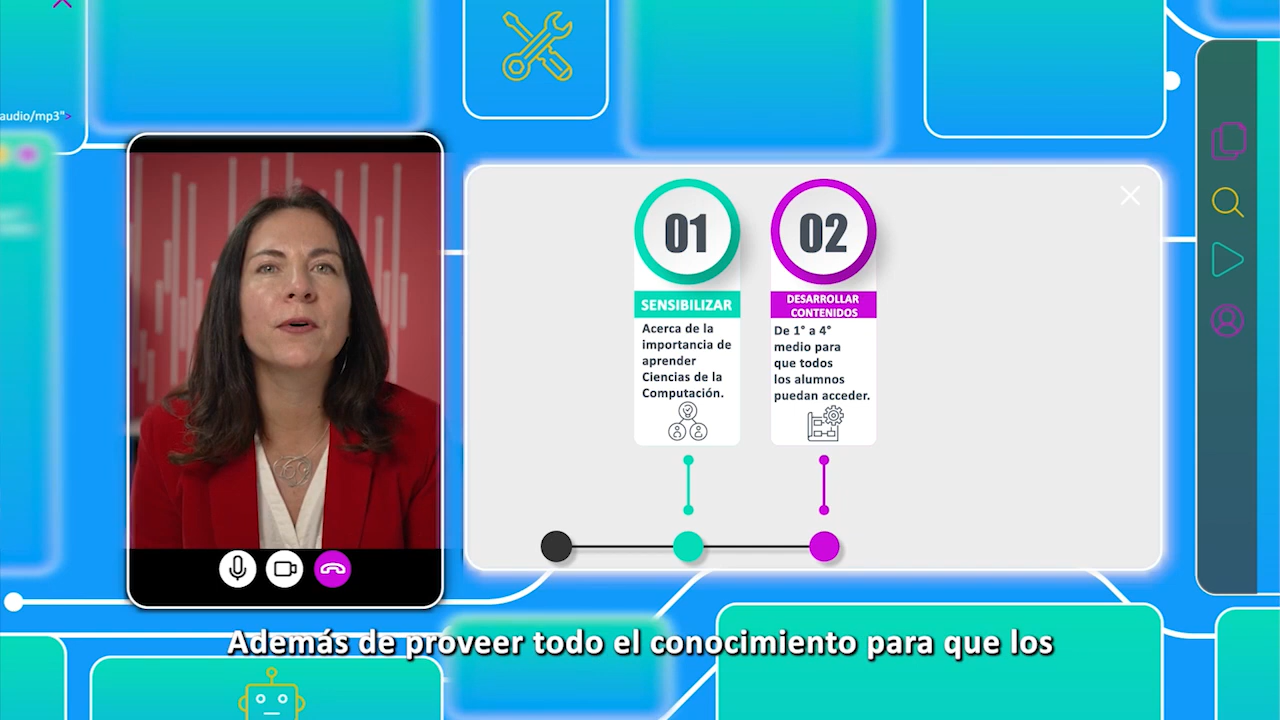 audio/mp3">
01
SENSIBILIZAR
Acerca de la
importancia de
aprender
Ciencias de la
Computación.
02
DESARROLLAR
CONTENIDOS
De 1° a 4°
medio para
que todos
los alumnos
puedan acceder.
Además de proveer todo el conocimiento para que los